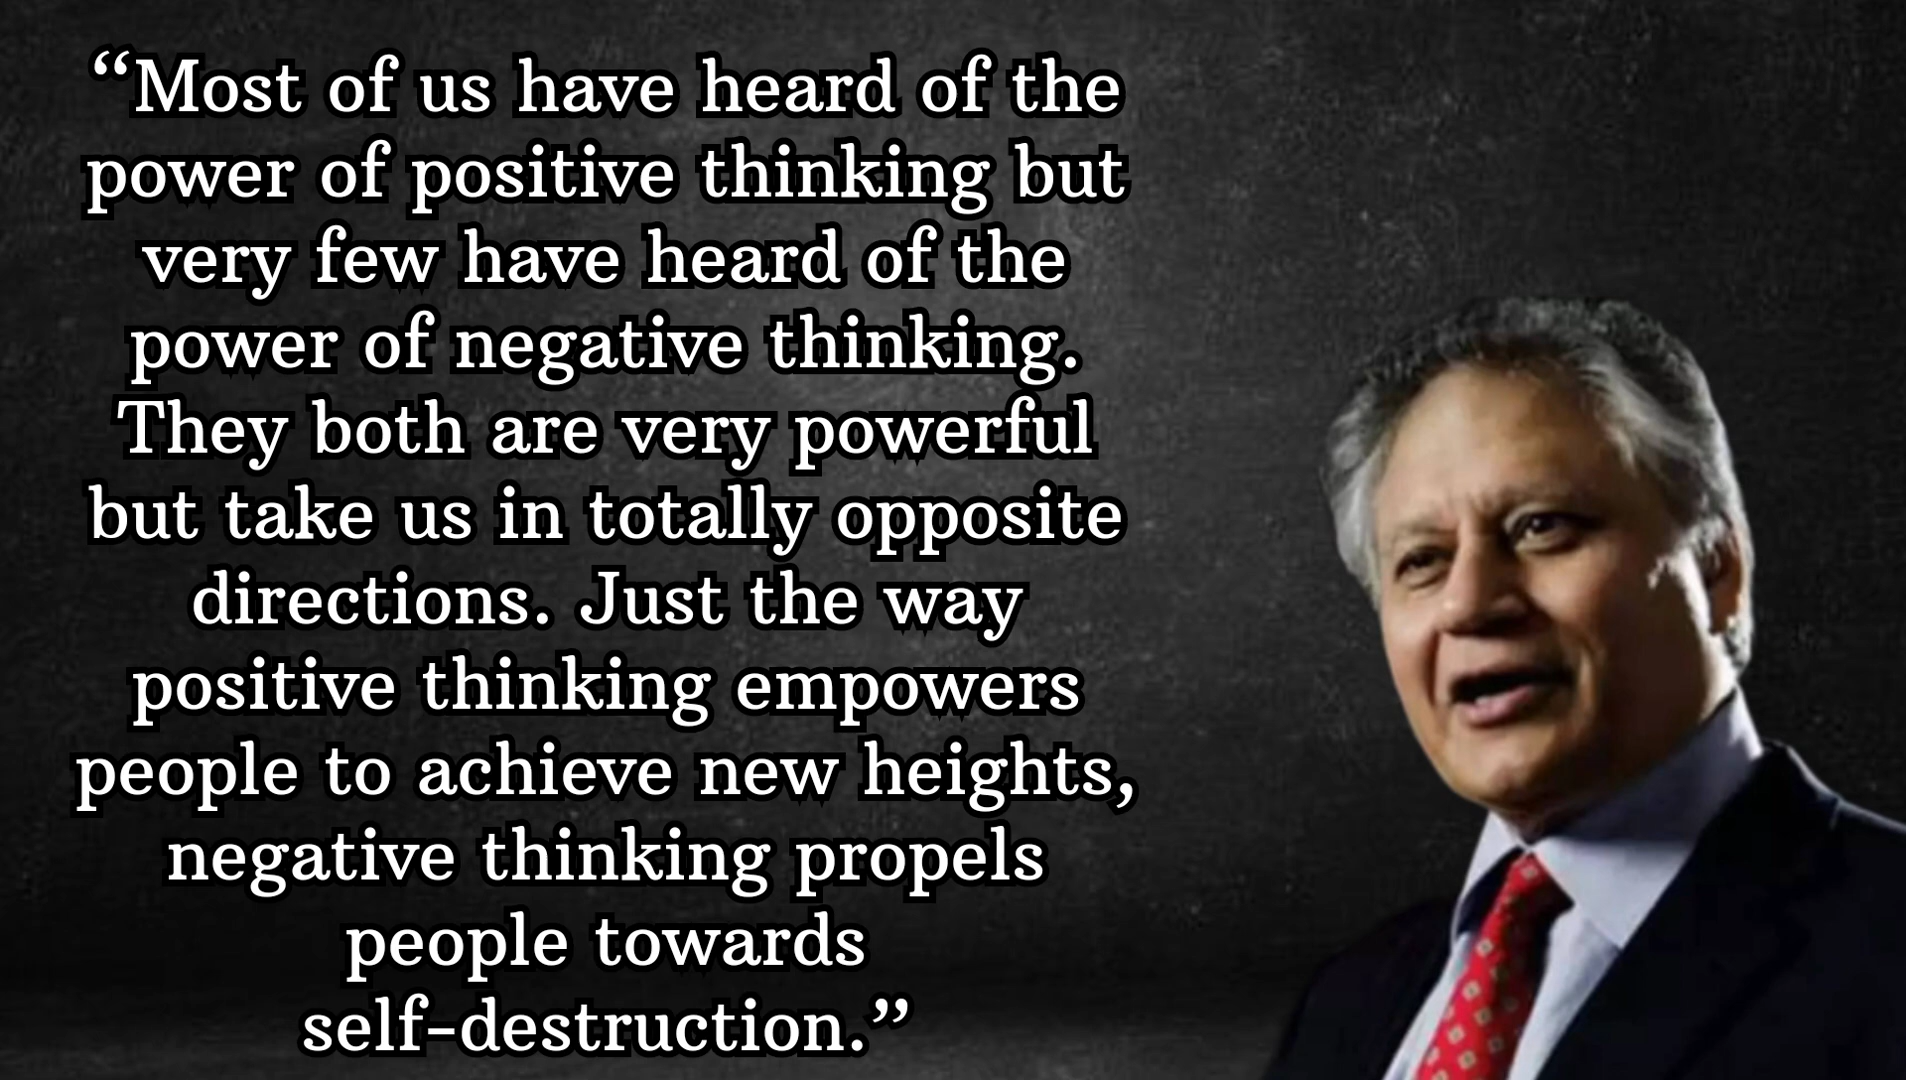 “Most of us have heard of the
power of positive thinking but
very few have heard of the
power of negative thinking.
They both are very powerful
but take us in totally opposite
directions. Just the way
positive thinking empowers
people to achieve new heights,
negative thinking propels
people towards
self-destruction.”